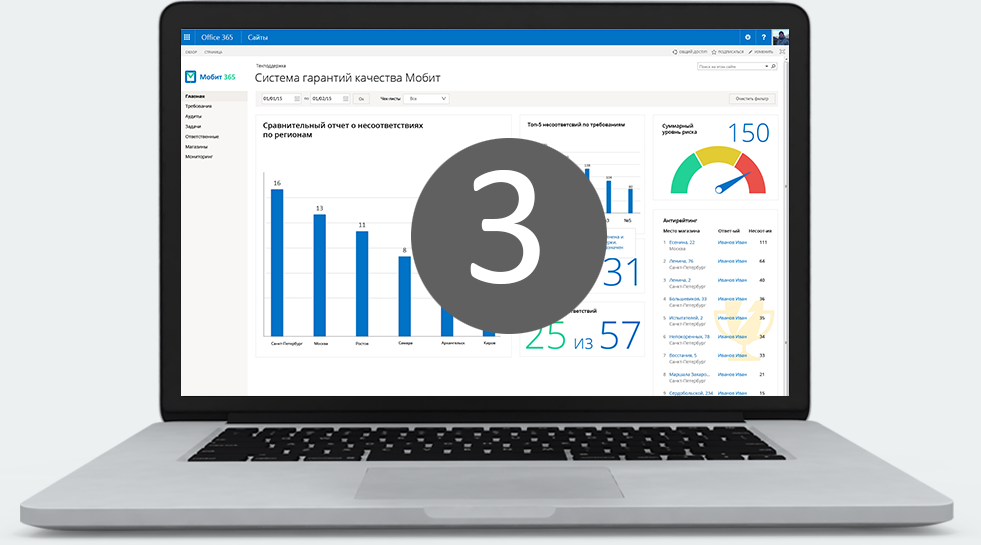 Office 365 Сайты
ОБЗОР СТРАНИЦА
ОБЩИЙ ДОСТУП ПОДПИСАТЬСЯ ИЗМЕНИТЬ
Мобит 365
Техподдержка
Система гарантий качества Мобит
Поиск на этом сайте
Главная
Требования
Аудиты
Задачи
Ответственные
Магазины
Мониторинг
01/01/15 по 01/02/15 Ок Чек-листы Все Очистить фильтр
Сравнительный отчет о несоответствиях
по регионам
16
13
11
8
Санкт-Петербург Москва Ростов Самара Архангельск Киров
Топ-5 несоответсвий по требованиям
№5
3
31
25 из 57
Суммарный
уровень риска
150
Антирейтинг
Место магазина Ответ-ый Несоот-ия
1 Есенина, 22 Иванов Иван 111
Москва
2 Ленина, 76 Иванов Иван 64
Санкт-Петербург
3 Ленина, 2 Иванов Иван 40
Санкт-Петербург
4 Большевиков, 33 Иванов Иван 36
Санкт-Петербург
5 Испытателей, 2 Иванов Иван 35
Санкт-Петербург
6 Непокоренных, 78 Иванов Иван 34
Санкт-Петербург
7 Восстания, 5 Иванов Иван 33
Санкт-Петербург
8 Маршала Захаро... Иванов Иван 21
Санкт-Петербург
9 Сердобольская, 234 Иванов Иван 15